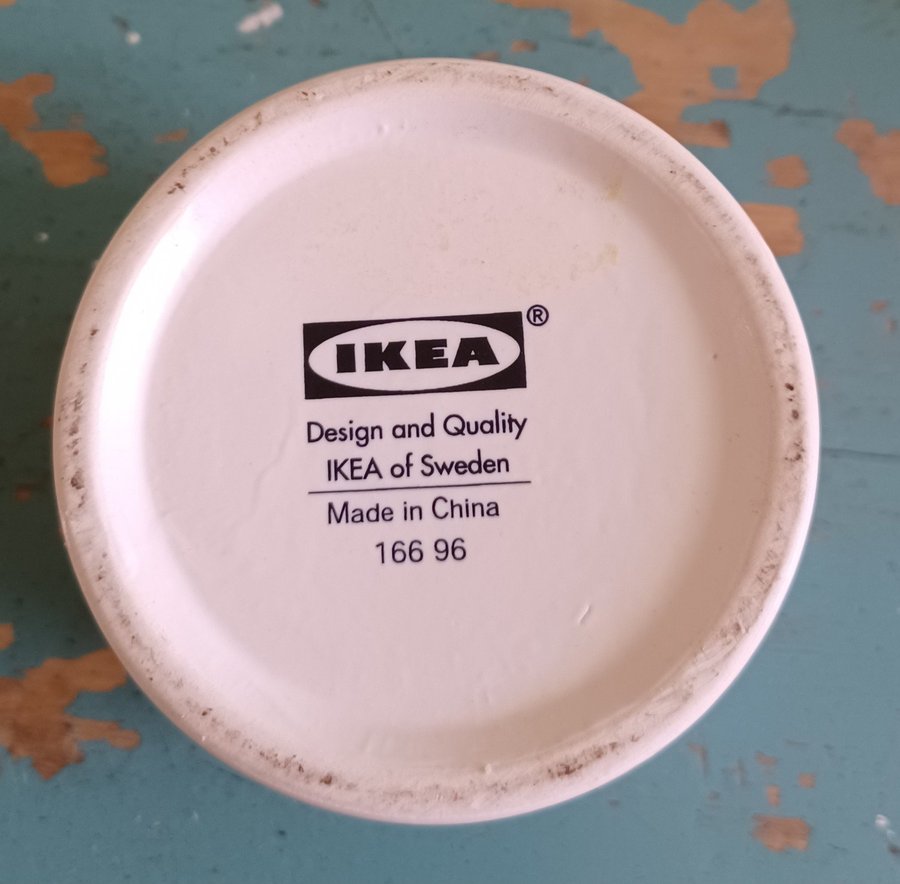 IKEA®
Design and Quality
IKEA of Sweden
Made in China
166 96